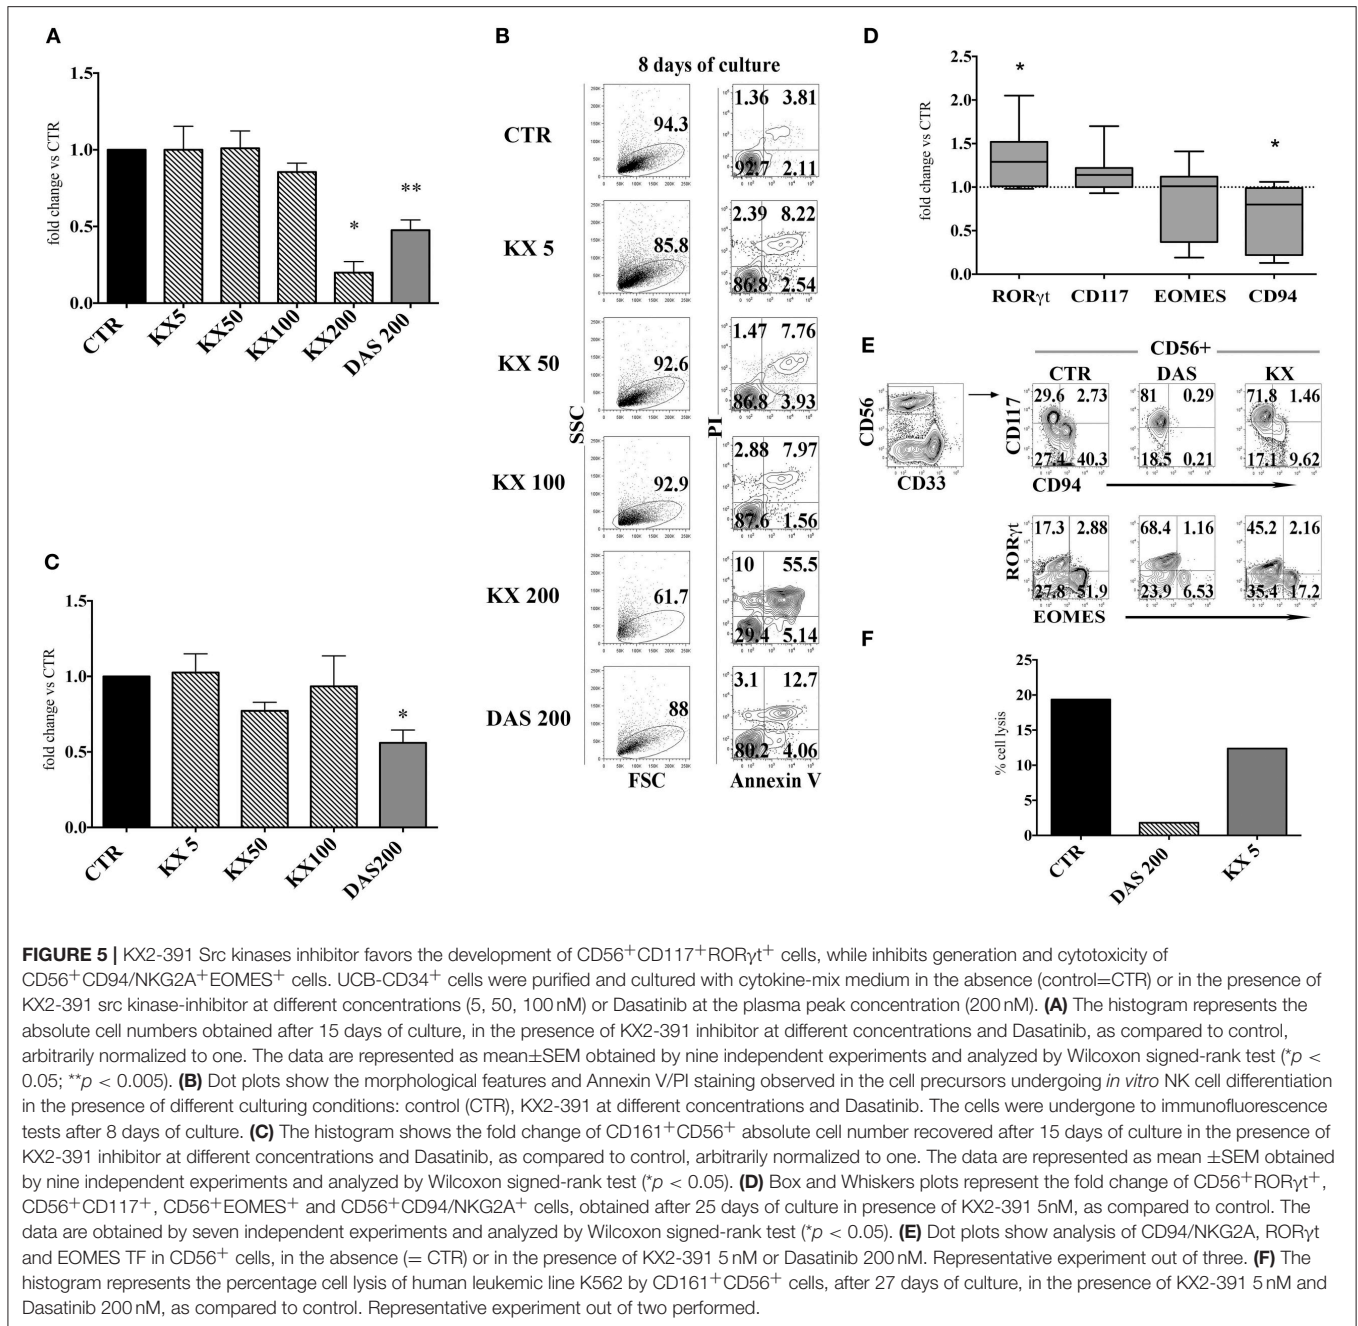 A
1.5
1.0
0.5
0.0
fold change vs CTR
*
**
CTR
KX5
KX50
KX100
KX200
DAS 200
B
8 days of culture
CTR
94.3
1.36 3.81
92.7 2.11
KX 5
85.8
2.39 8.22
86.8 2.54
KX 50
92.6
1.47 7.76
86.8 3.93
KX 100
92.9
2.88 7.97
87.6 1.56
KX 200
61.7
10 55.5
29.4 5.14
DAS 200
88
3.1 12.7
80.2 4.06
SSC
PI
FSC
Annexin V
C
1.5
1.0
0.5
0.0
fold change vs CTR
*
CTR
KX 5
KX50
KX100
DAS200
D
2.5
2.0
1.5
1.0
0.5
0.0
fold change vs CTR
*
*
RORγt CD117 EOMES CD94
E
CD56+
CTR DAS KX
CD56
CD33
CD117
29.6 2.73
27.4 40.3
81 0.29
18.5 0.21
71.8 1.46
17.1 9.62
CD94
RORγt
17.3 2.88
27.8 51.9
68.4 1.16
23.9 6.53
45.2 2.16
35.4 17.2
EOMES
F
25
20
15
10
5
0
% cell lysis
CTR
DAS 200
KX 5
FIGURE 5 | KX2-391 Src kinases inhibitor favors the development of CD56+CD117+RORγt+ cells, while inhibits generation and cytotoxicity of
CD56+CD94/NKG2A+EOMES+ cells. UCB-CD34+ cells were purified and cultured with cytokine-mix medium in the absence (control=CTR) or in the presence of
KX2-391 src kinase-inhibitor at different concentrations (5, 50, 100 nM) or Dasatinib at the plasma peak concentration (200 nM). (A) The histogram represents the
absolute cell numbers obtained after 15 days of culture, in the presence of KX2-391 inhibitor at different concentrations and Dasatinib, as compared to control,
arbitrarily normalized to one. The data are represented as mean±SEM obtained by nine independent experiments and analyzed by Wilcoxon signed-rank test (*p <
0.05; **p < 0.005). (B) Dot plots show the morphological features and Annexin V/PI staining observed in the cell precursors undergoing in vitro NK cell differentiation
in the presence of different culturing conditions: control (CTR), KX2-391 at different concentrations and Dasatinib. The cells were undergone to immunofluorescence
tests after 8 days of culture. (C) The histogram shows the fold change of CD161+CD56+ absolute cell number recovered after 15 days of culture in the presence of
KX2-391 inhibitor at different concentrations and Dasatinib, as compared to control, arbitrarily normalized to one. The data are represented as mean ±SEM obtained
by nine independent experiments and analyzed by Wilcoxon signed-rank test (*p < 0.05). (D) Box and Whiskers plots represent the fold change of CD56+RORγt+,
CD56+CD117+, CD56+EOMES+ and CD56+CD94/NKG2A+ cells, obtained after 25 days of culture in presence of KX2-391 5nM, as compared to control. The
data are obtained by seven independent experiments and analyzed by Wilcoxon signed-rank test (*p < 0.05). (E) Dot plots show analysis of CD94/NKG2A, RORγt
and EOMES TF in CD56+ cells, in the absence (= CTR) or in the presence of KX2-391 5 nM or Dasatinib 200 nM. Representative experiment out of three. (F) The
histogram represents the percentage cell lysis of human leukemic line K562 by CD161+CD56+ cells, after 27 days of culture, in the presence of KX2-391 5 nM and
Dasatinib 200 nM, as compared to control. Representative experiment out of two performed.